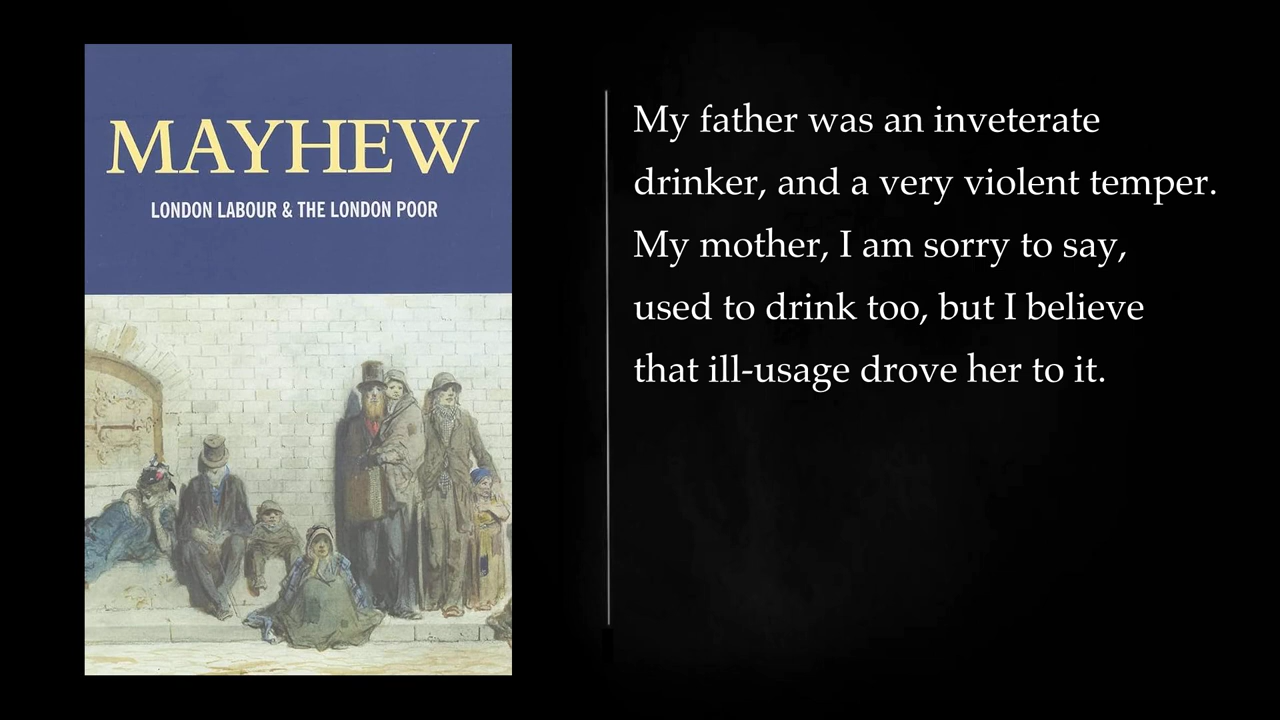 MAYHEW
LONDON LABOUR & THE LONDON POOR
My father was an inveterate
drinker, and a very violent temper.
My mother, I am sorry to say,
used to drink too, but I believe
that ill-usage drove her to it.